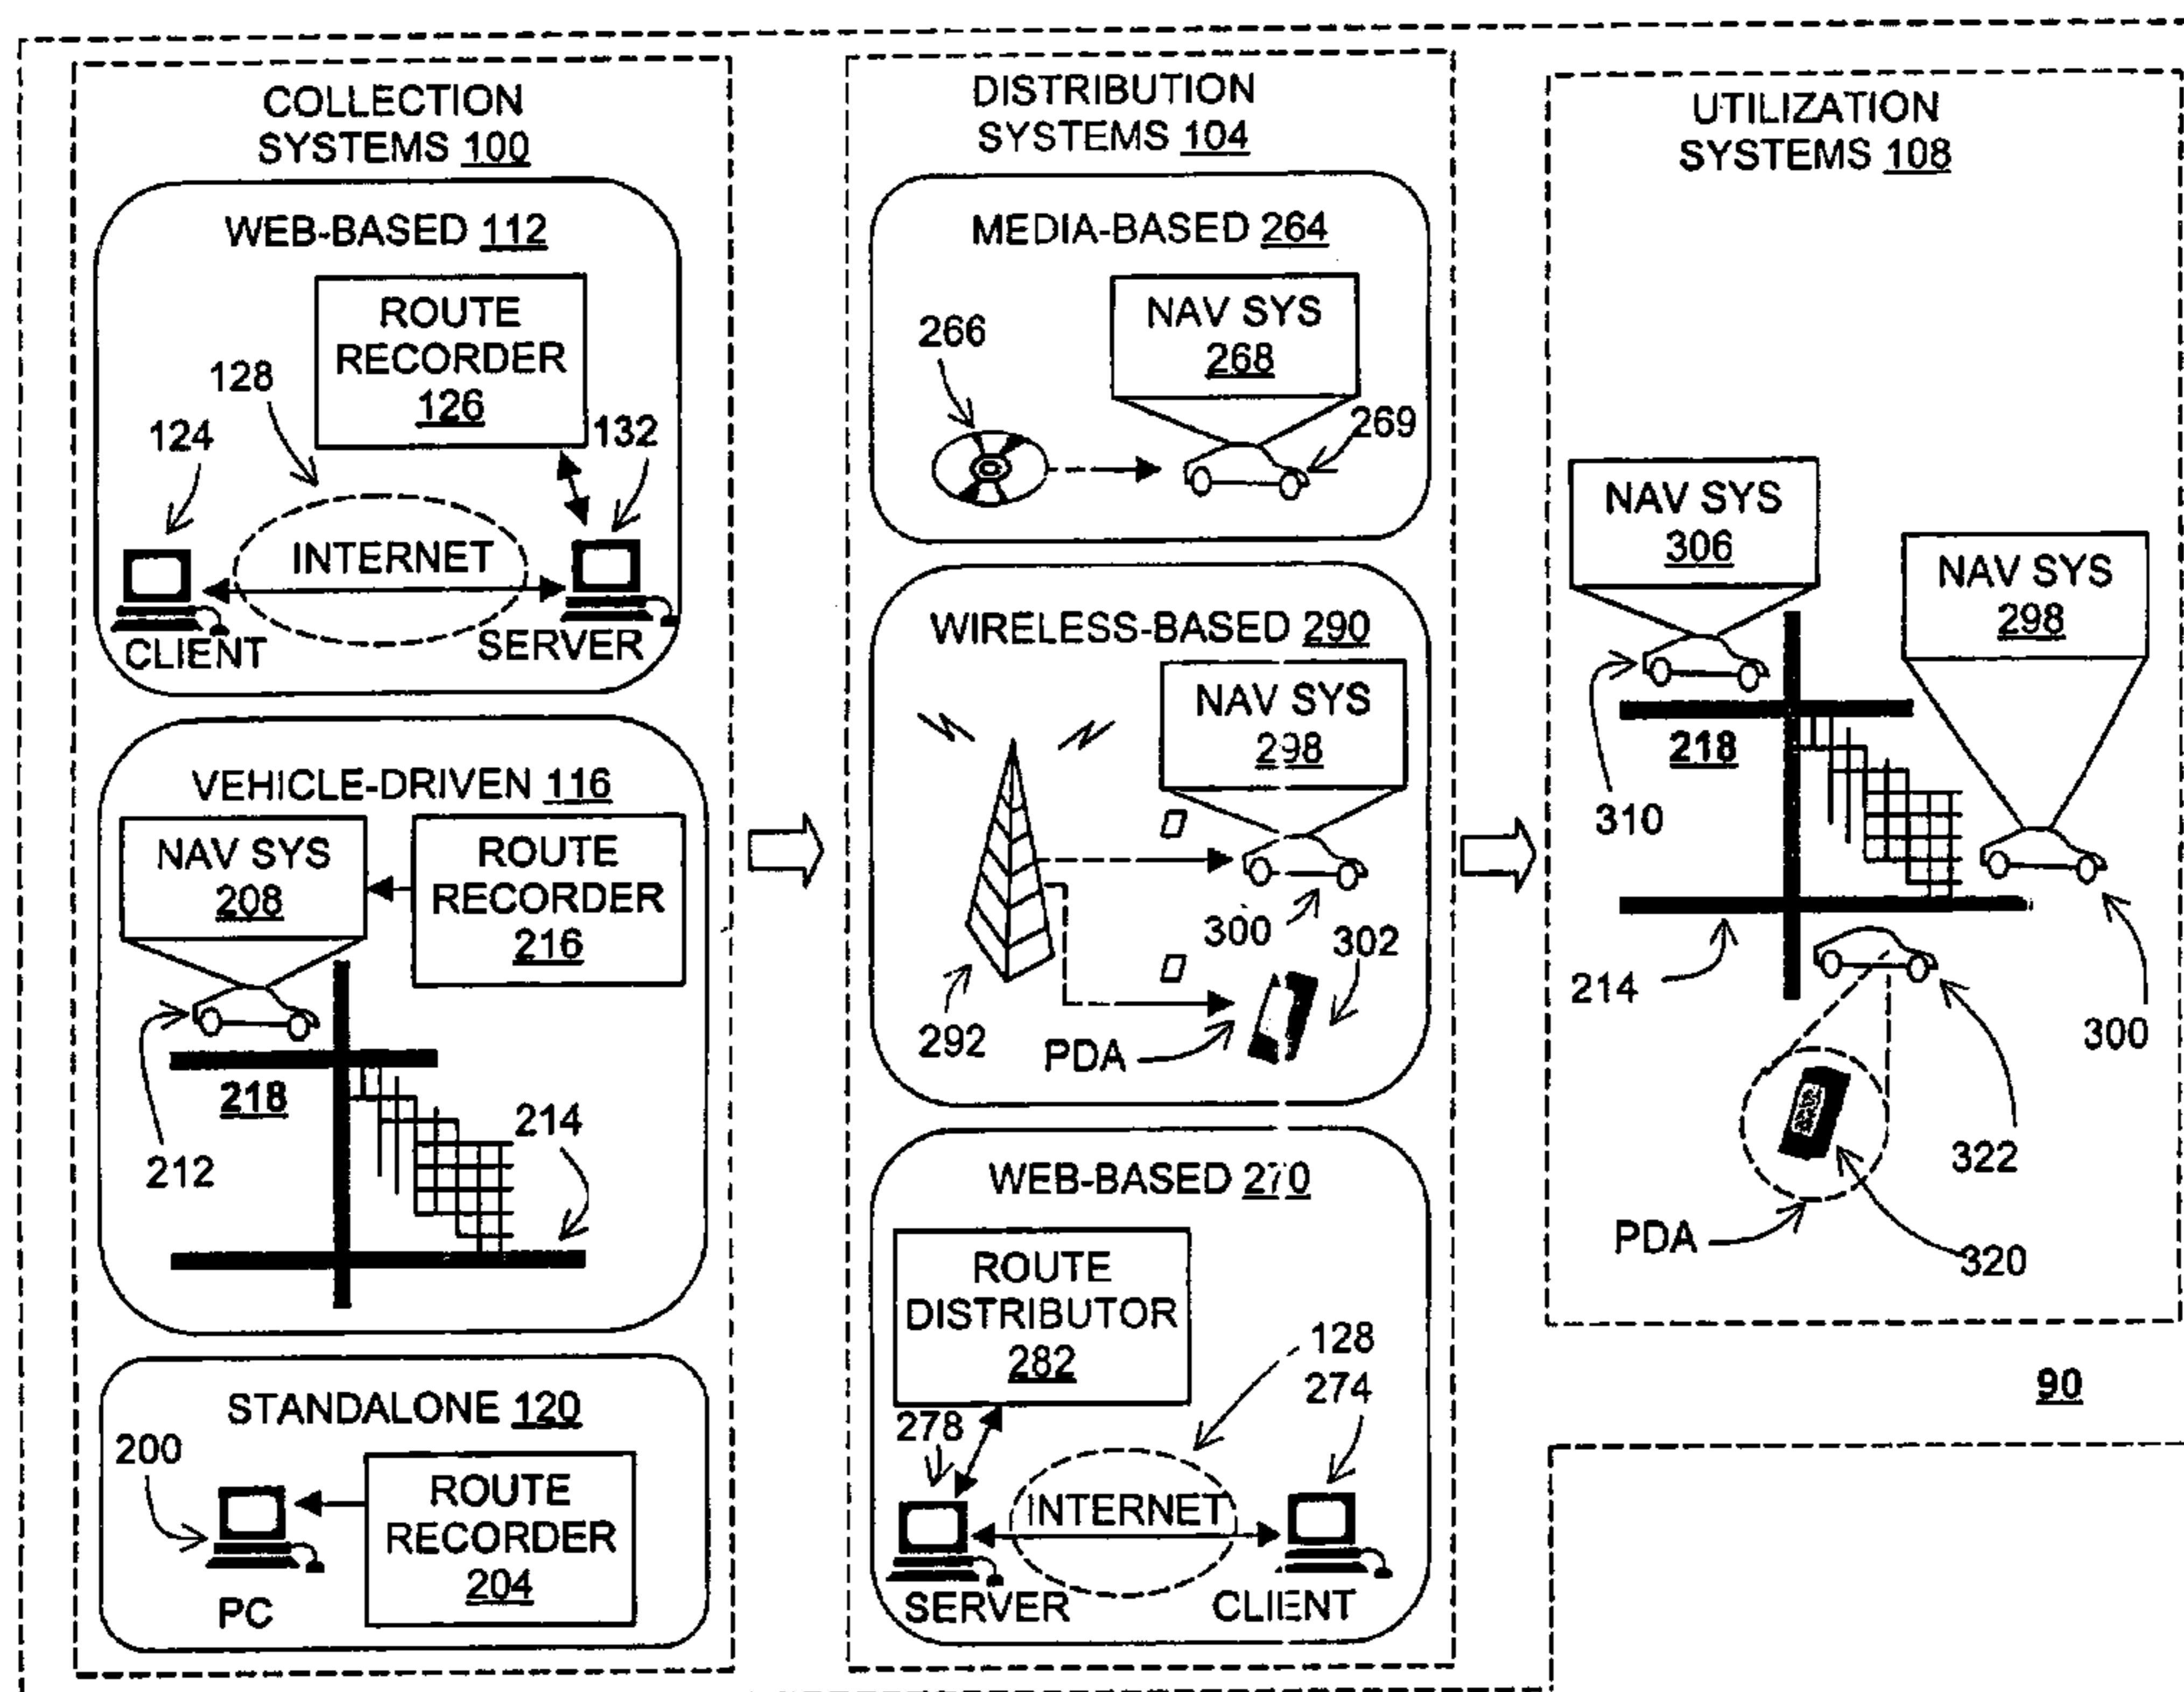 COLLECTION
SYSTEMS 100
WEB-BASED 112
ROUTE
RECORDER
126
128
124
132
INTERNET
CLIENT
SERVER
VEHICLE-DRIVEN 116
NAV SYS
208
ROUTE
RECORDER
216
218
212
214
STANDALONE 120
200
ROUTE
RECORDER
204
PC
DISTRIBUTION
SYSTEMS 104
MEDIA-BASED 264
NAV SYS
268
266
269
WIRELESS-BASED 290
NAV SYS
298
300
302
292
PDA
WEB-BASED 270
ROUTE
DISTRIBUTOR
282
128
274
278
INTERNET
SERVER
CLIENT
UTILIZATION
SYSTEMS 108
NAV SYS
306
NAV SYS
298
218
310
214
300
322
PDA
320
90